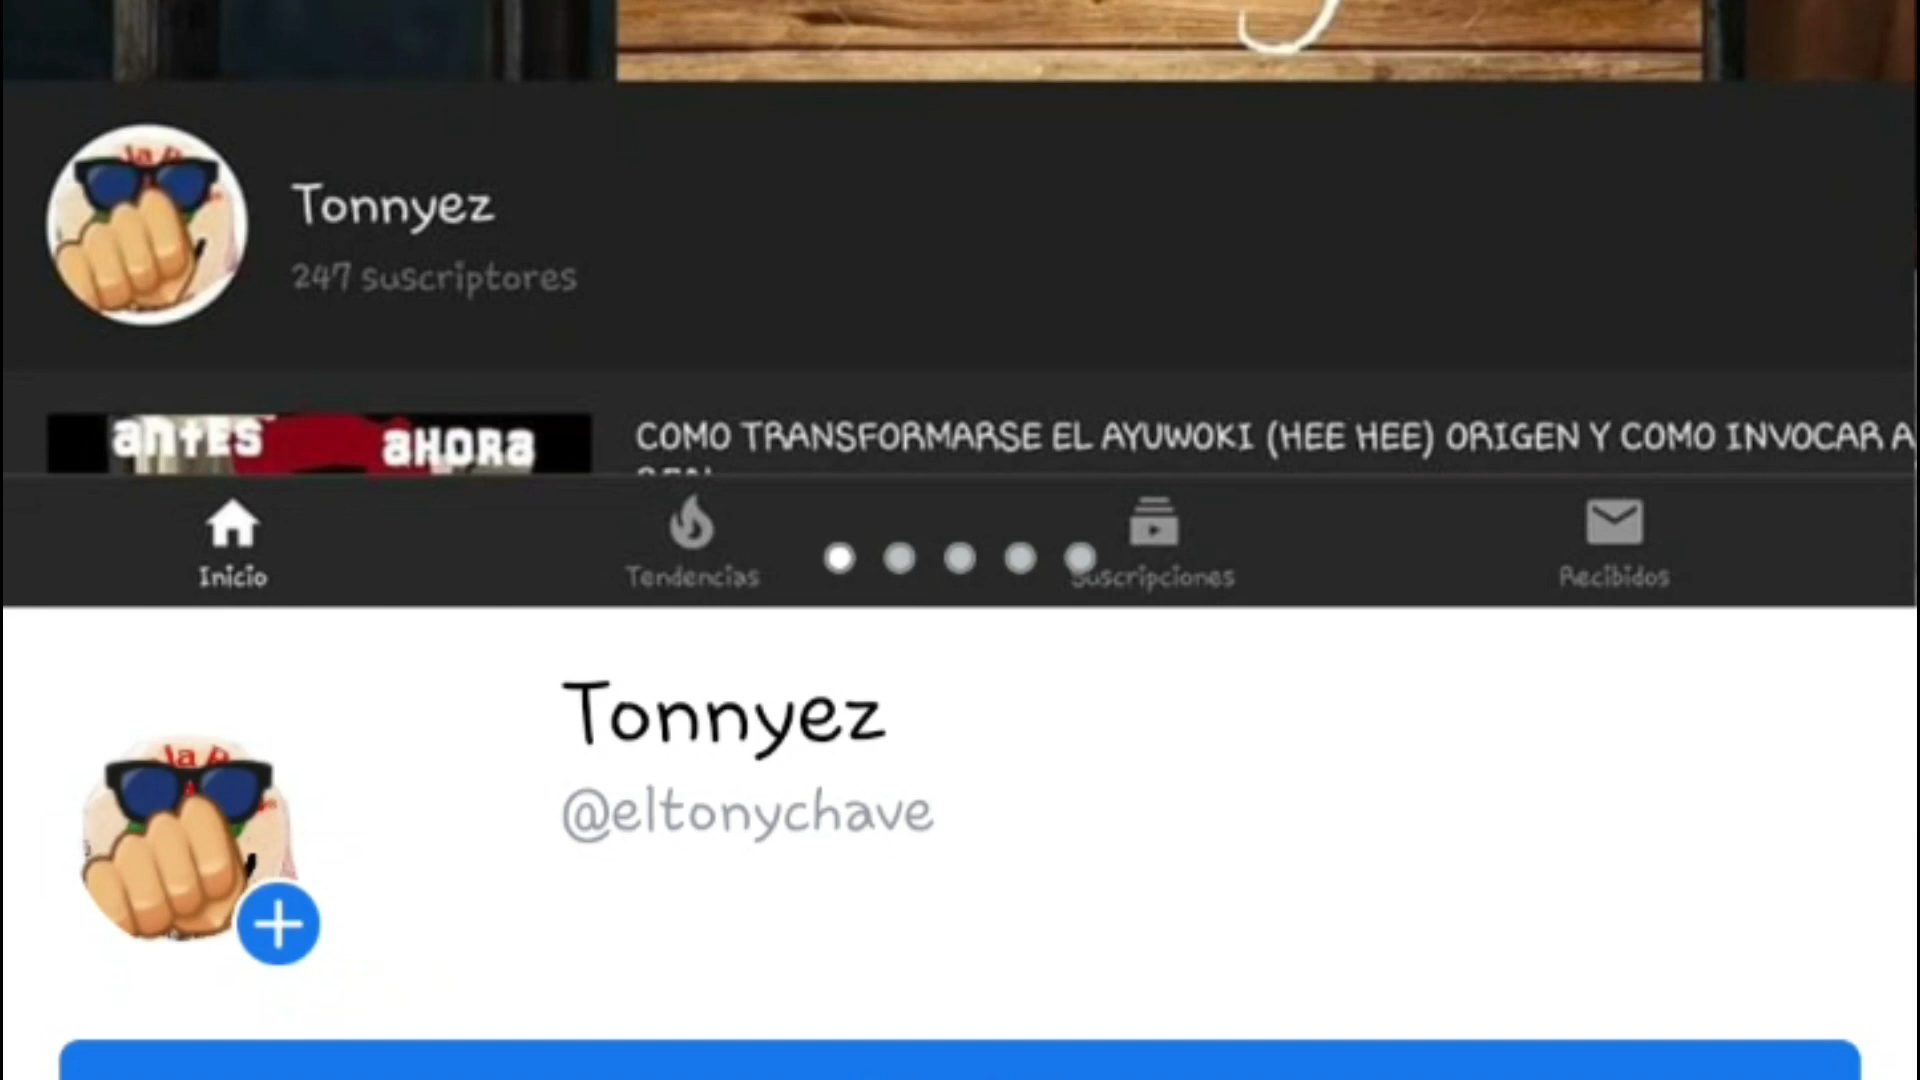 Tonnyez
247 suscriptores
antes
ahora
COMO TRANSFORMARSE EL AYUWOKI (HEE HEE) ORIGEN Y COMO INVOCAR A
Inicio
Tendencias
Suscripciones
Recibidos
la
Tonnyez
@eltonychave